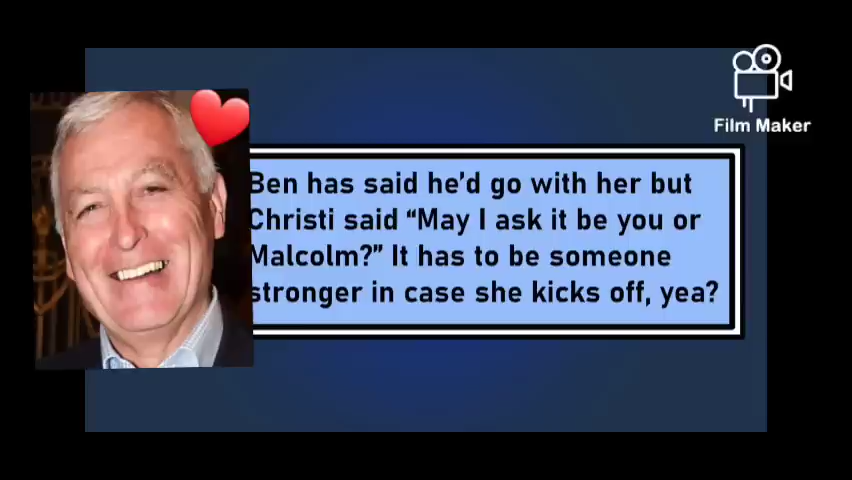 Film Maker
Ben has said he'd go with her but
Christi said “May I ask it be you or
Malcolm?” It has to be someone
stronger in case she kicks off, yea?